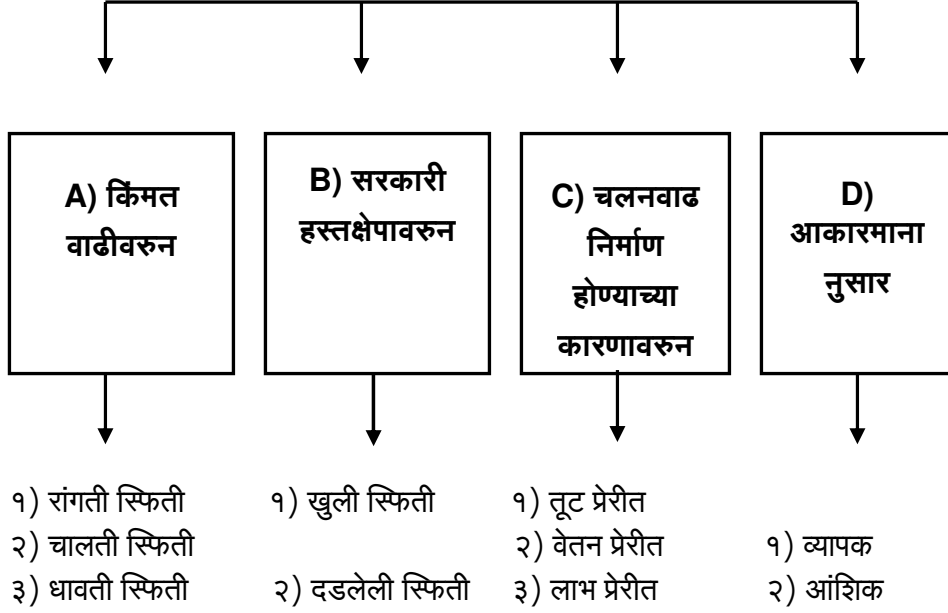 A) किंमत
वाढीवरुन
B) सरकारी
हस्तक्षेपावरुन
C) चलनवाढ
निर्माण
होण्याच्या
कारणावरुन
D)
आकारमाना
नुसार
१) रांगती स्फिती
२) चालती स्फिती
३) धावती स्फिती
१) खुली स्फिती
२) दडलेली स्फिती
१) तूट प्रेरीत
२) वेतन प्रेरीत
३) लाभ प्रेरीत
१) व्यापक
२) आंशिक